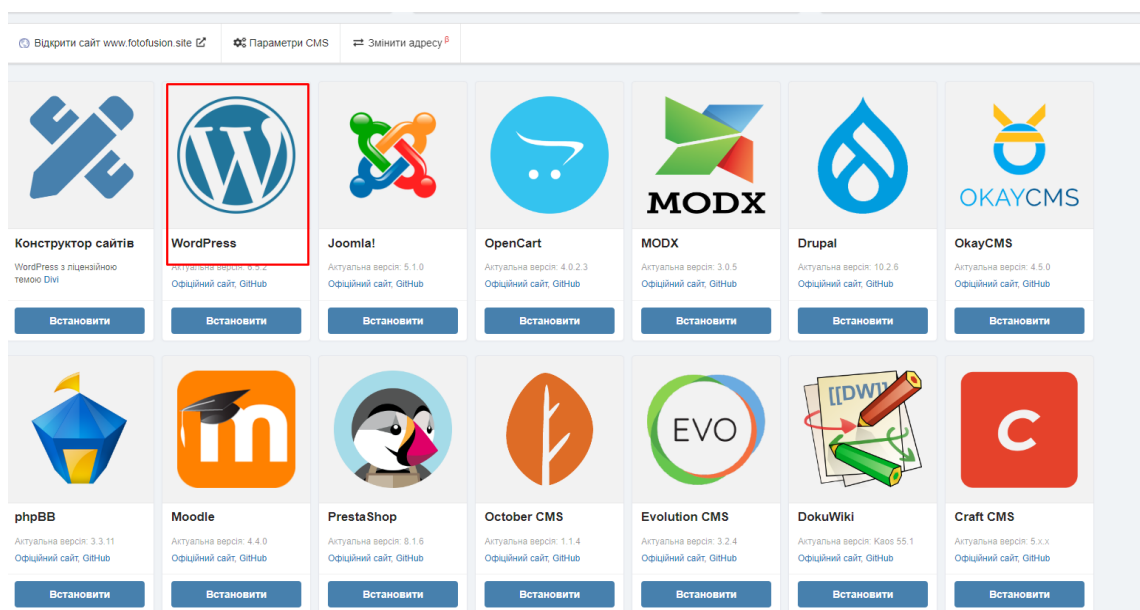 Відкрити сайт www.fotofusion.site
Параметри CMS
Змінити адресу β
MODX
OKAYCMS
Конструктор сайтів
WordPress
Joomla!
OpenCart
MODX
Drupal
OkayCMS
WordPress з ліцензійною
темою Divi
Актуальна версія: 6.5.2
Актуальна версія: 5.1.0
Актуальна версія: 4.0.2.3
Актуальна версія: 3.0.5
Актуальна версія: 10.2.6
Актуальна версія: 4.5.0
Офіційний сайт, GitHub
Офіційний сайт, GitHub
Офіційний сайт, GitHub
Офіційний сайт, GitHub
Офіційний сайт, GitHub
Офіційний сайт, GitHub
Встановити
Встановити
Встановити
Встановити
Встановити
Встановити
Встановити
m
EVO
[[DW]]
C
phpBB
Moodle
PrestaShop
October CMS
Evolution CMS
DokuWiki
Craft CMS
Актуальна версія: 3.3.11
Актуальна версія: 4.4.0
Актуальна версія: 8.1.6
Актуальна версія: 1.1.4
Актуальна версія: 3.2.4
Актуальна версія: Kaos 55.1
Актуальна версія: 5.x.x
Офіційний сайт, GitHub
Офіційний сайт, GitHub
Офіційний сайт, GitHub
Офіційний сайт, GitHub
Офіційний сайт, GitHub
Офіційний сайт, GitHub
Офіційний сайт, GitHub
Встановити
Встановити
Встановити
Встановити
Встановити
Встановити
Встановити